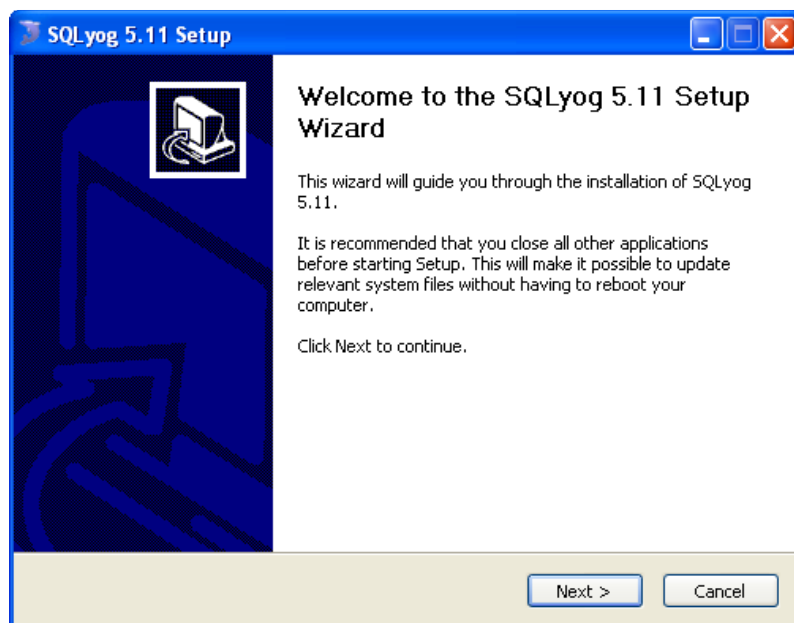 SQLyog 5.11 Setup
Welcome to the SQLyog 5.11 Setup
Wizard
This wizard will guide you through the installation of SQLyog
5.11.
It is recommended that you close all other applications
before starting Setup. This will make it possible to update
relevant system files without having to reboot your
computer.
Click Next to continue.
Next >
Cancel